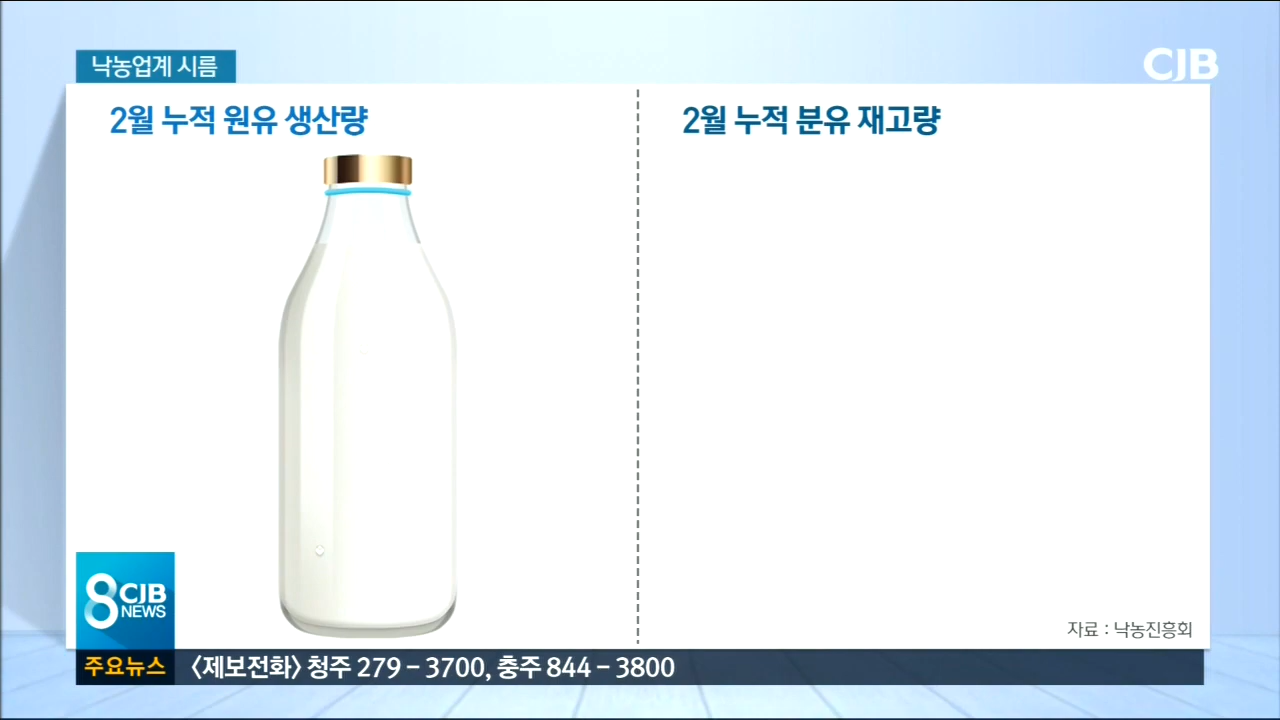 낙농업계 시름
CJB
2월 누적 원유 생산량
2월 누적 분유 재고량
자료 : 낙농진흥회
8 CJB
NEWS
주요뉴스 〈제보전화〉 청주 279 - 3700, 충주 844 - 3800